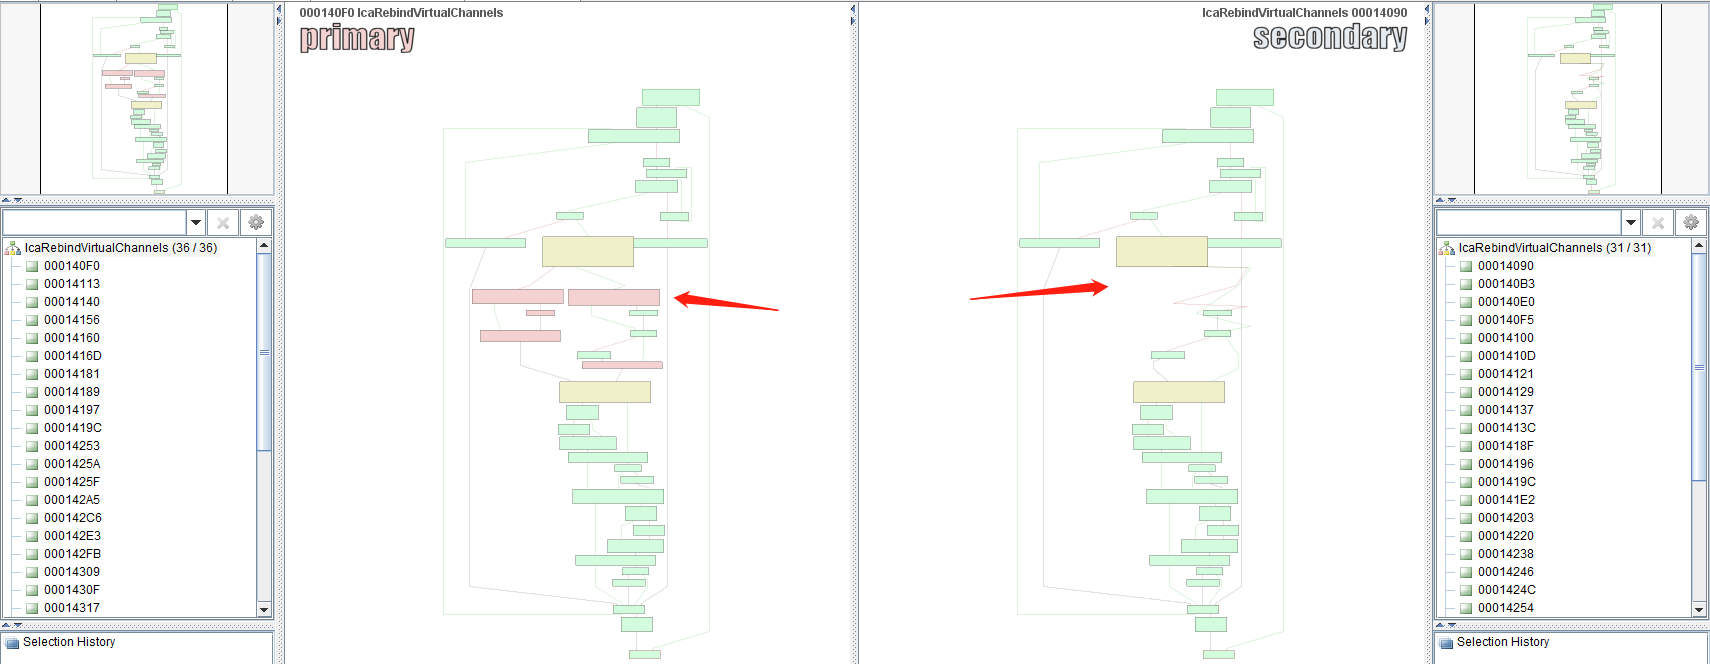 000140F0 IcaRebindVirtualChannels
primary
IcaRebindVirtualChannels 00014090
secondary
IcaRebindVirtualChannels (36 / 36)
000140F0
00014113
00014140
00014156
00014160
0001416D
00014181
00014189
00014197
0001419C
00014253
0001425A
0001425F
000142A5
000142C6
000142E3
000142FB
00014309
0001430F
00014317
Selection History
IcaRebindVirtualChannels (31 / 31)
00014090
000140B3
000140E0
000140F5
00014100
0001410D
00014121
00014129
00014137
0001413C
0001418F
00014196
0001419C
000141E2
00014203
00014220
00014238
00014246
0001424C
00014254
Selection History